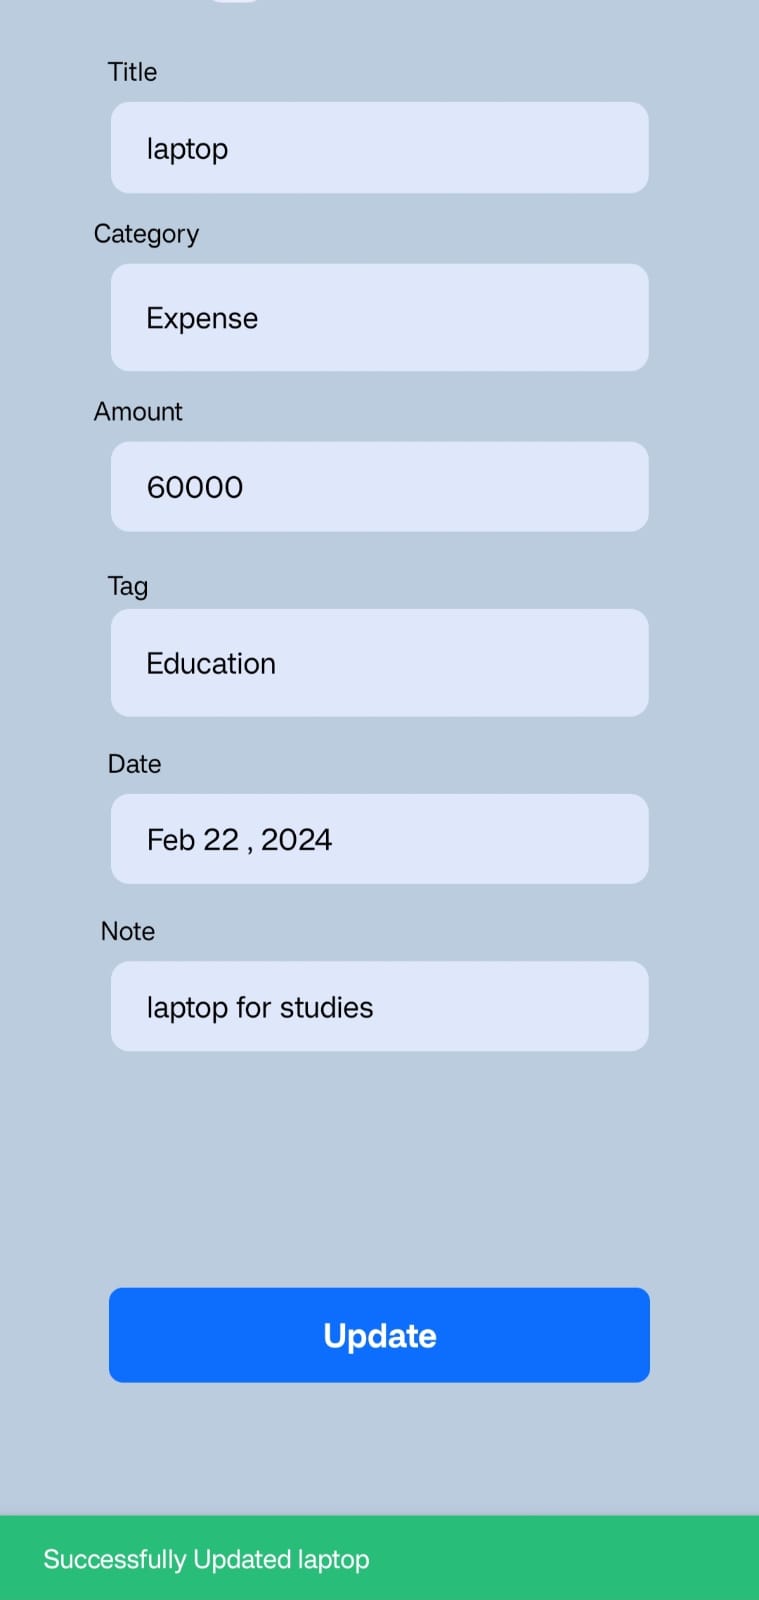 Title
laptop
Category
Expense
Amount
60000
Tag
Education
Date
Feb 22 , 2024
Note
laptop for studies
Update
Successfully Updated laptop